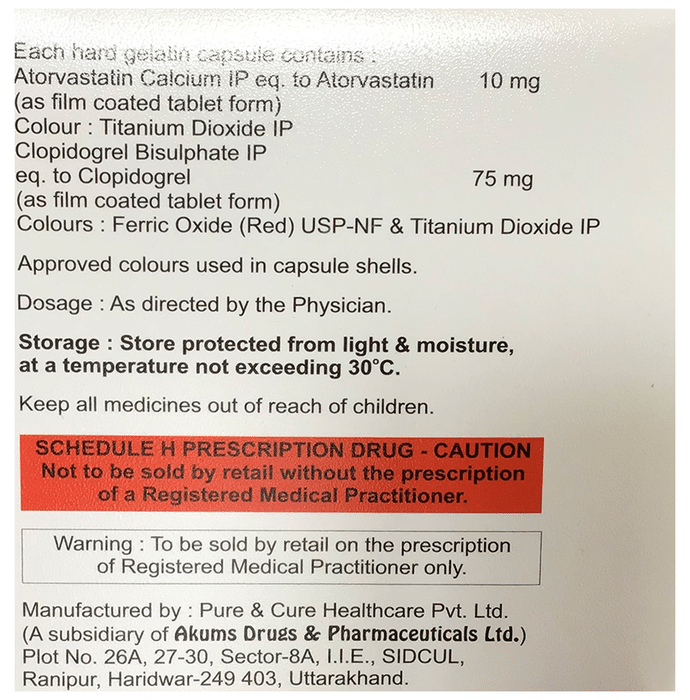 Each hard gelatin capsule contains :
Atorvastatin Calcium IP eq. to Atorvastatin 10 mg
(as film coated tablet form)
Colour : Titanium Dioxide IP
Clopidogrel Bisulphate IP
eq. to Clopidogrel 75 mg
(as film coated tablet form)
Colours : Ferric Oxide (Red) USP-NF & Titanium Dioxide IP
Approved colours used in capsule shells.
Dosage : As directed by the Physician.
Storage : Store protected from light & moisture,
at a temperature not exceeding 30°C.
Keep all medicines out of reach of children.
SCHEDULE H PRESCRIPTION DRUG - CAUTION
Not to be sold by retail without the prescription
of a Registered Medical Practitioner.
Warning : To be sold by retail on the prescription
of Registered Medical Practitioner only.
Manufactured by : Pure & Cure Healthcare Pvt. Ltd.
(A subsidiary of Akums Drugs & Pharmaceuticals Ltd.)
Plot No. 26A, 27-30, Sector-8A, I.I.E., SIDCUL,
Ranipur, Haridwar-249 403, Uttarakhand.